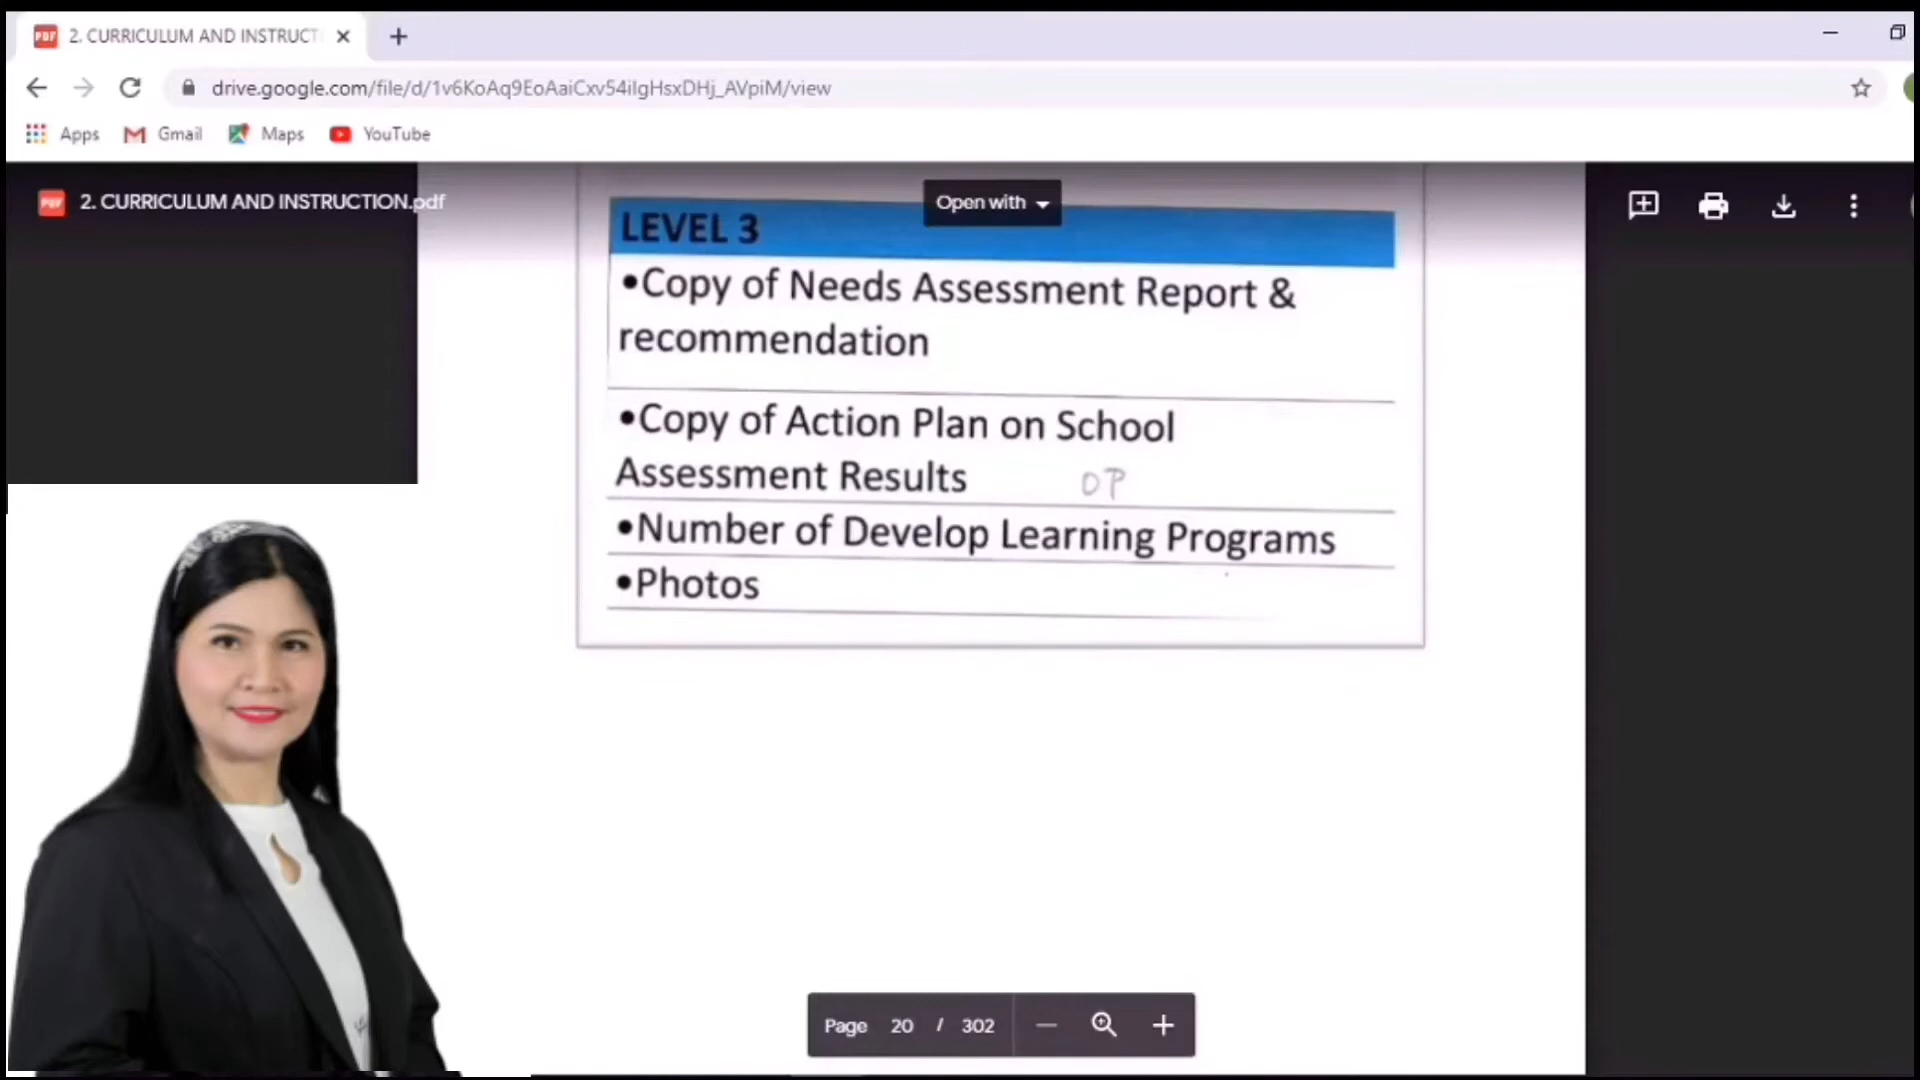 2. CURRICULUM AND INSTRUCT
drive.google.com/file/d/1v6KoAq9EoAaiCxv54iIgHsxDHj_AVpiM/view
Apps Gmail Maps YouTube
2. CURRICULUM AND INSTRUCTION.pdf
Open with
LEVEL 3
•Copy of Needs Assessment Report &
recommendation
•Copy of Action Plan on School
Assessment Results OP
•Number of Develop Learning Programs
•Photos
Page 20 / 302